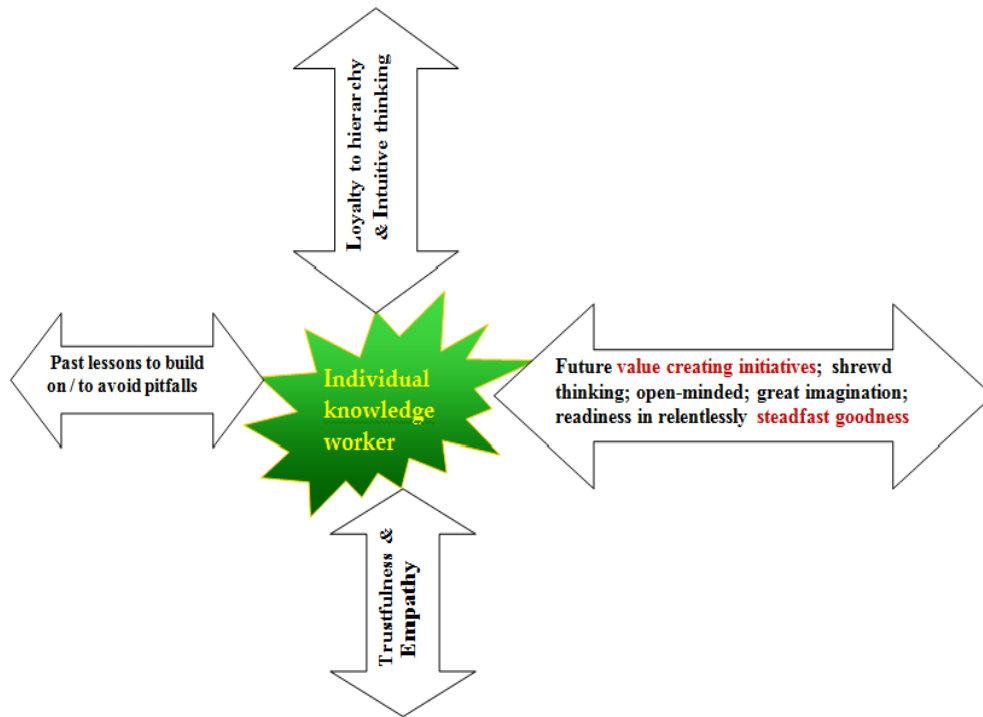 Loyalty to hierarchy
& Intuitive thinking
Past lessons to build
on / to avoid pitfalls
Individual
knowledge
worker
Future value creating initiatives; shrewd
thinking; open-minded; great imagination;
readiness in relentlessly steadfast goodness
Trustfulness &
Empathy